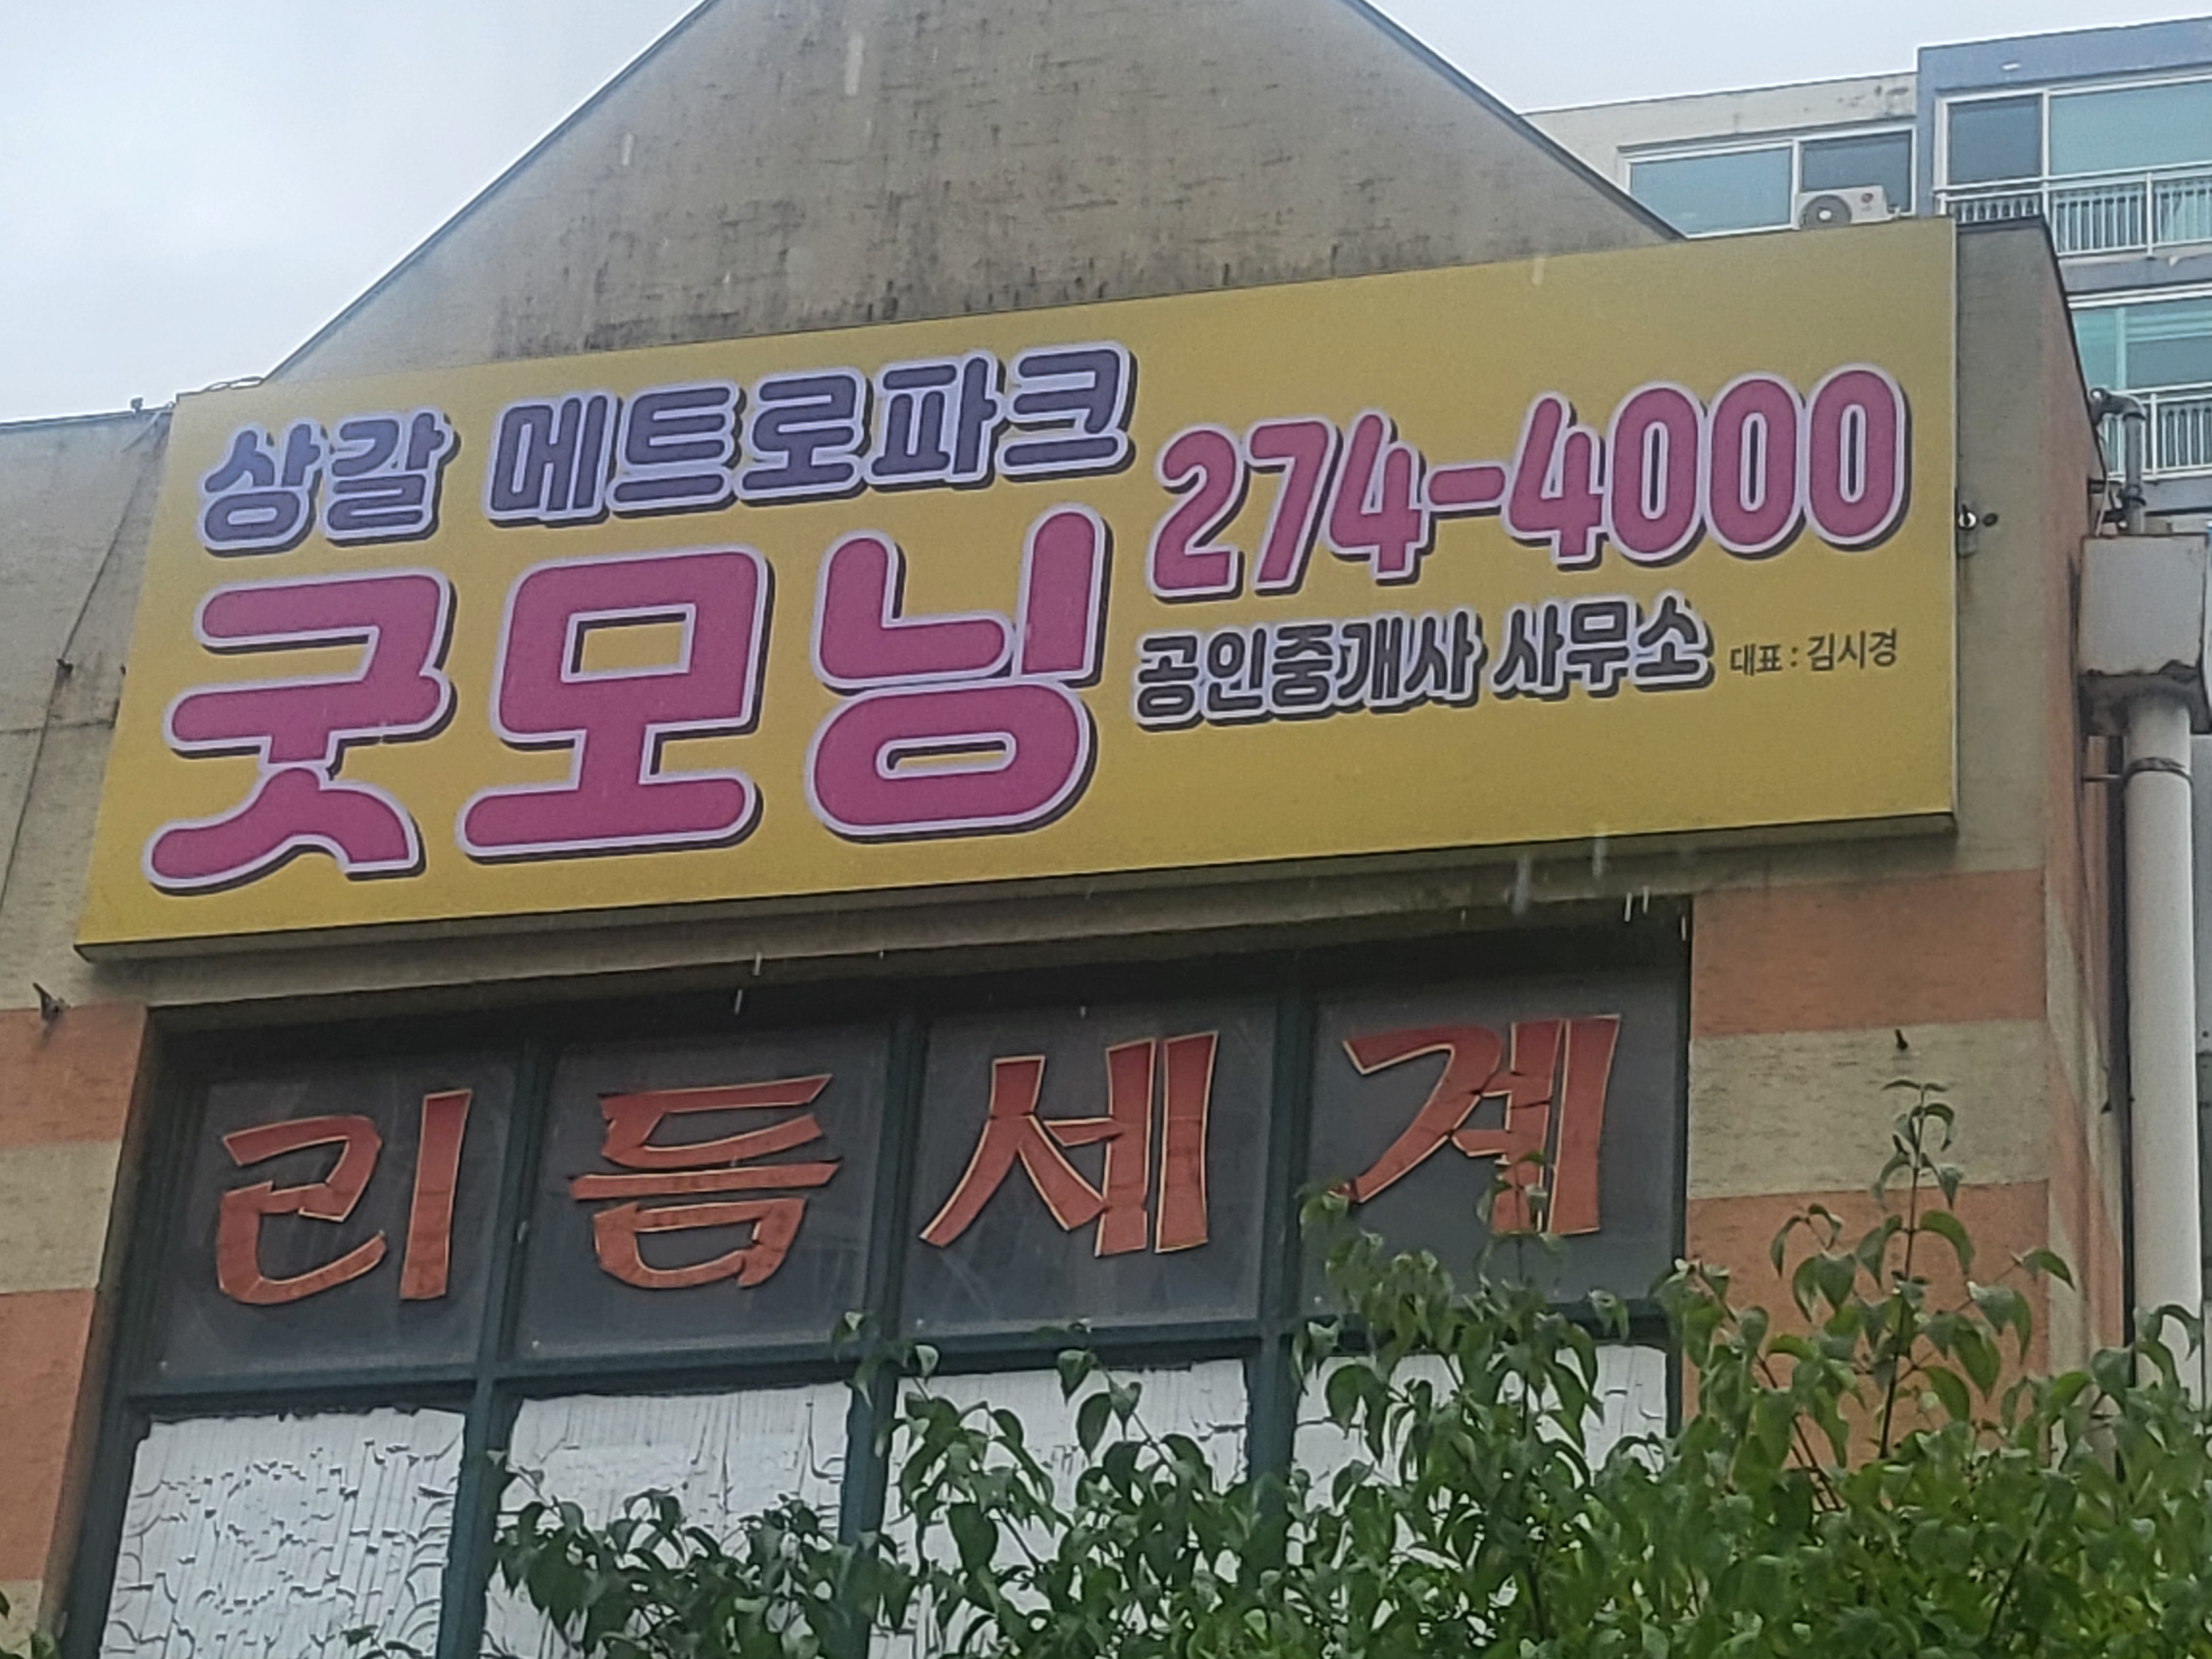 상갈 메트로파크
굿모닝
274-4000
공인중개사 사무소 대표 : 김시경
리듬세계